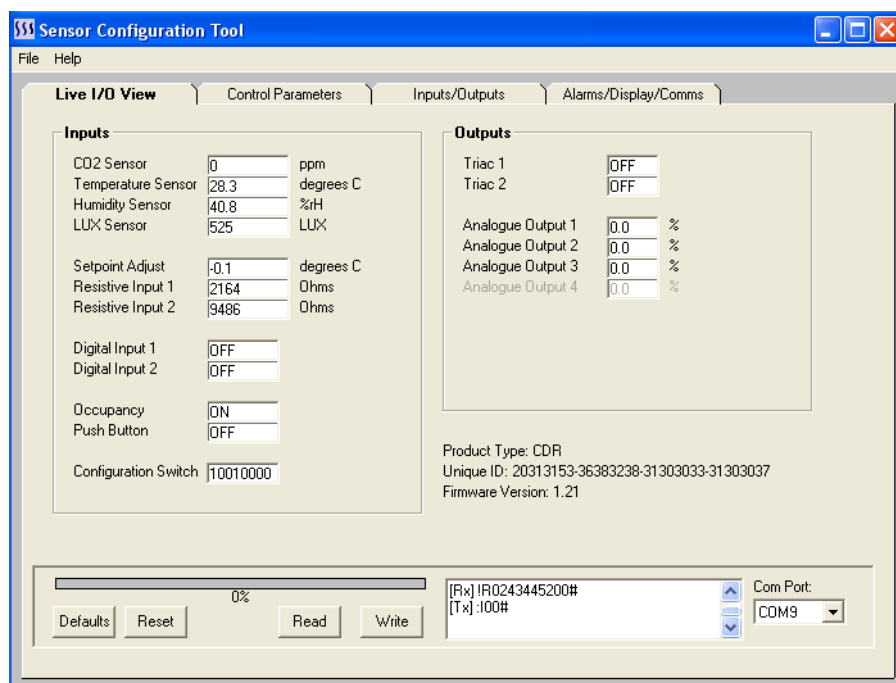 Sensor Configuration Tool
File Help
Live I/O View Control Parameters Inputs/Outputs Alarms/Display/Comms
Inputs
CO2 Sensor 0 ppm
Temperature Sensor 28.3 degrees C
Humidity Sensor 40.8 %rH
LUX Sensor 525 LUX
Setpoint Adjust -0.1 degrees C
Resistive Input 1 2164 Ohms
Resistive Input 2 9486 Ohms
Digital Input 1 OFF
Digital Input 2 OFF
Occupancy ON
Push Button OFF
Configuration Switch 10010000
Outputs
Triac 1 OFF
Triac 2 OFF
Analogue Output 1 0.0 %
Analogue Output 2 0.0 %
Analogue Output 3 0.0 %
Analogue Output 4 0.0 %
Product Type: CDR
Unique ID: 20313153-36383238-31303033-31303037
Firmware Version: 1.21
0%
Defaults Reset Read Write
[Rx] !R0243445200#
[Tx] :I00#
Com Port:
COM9